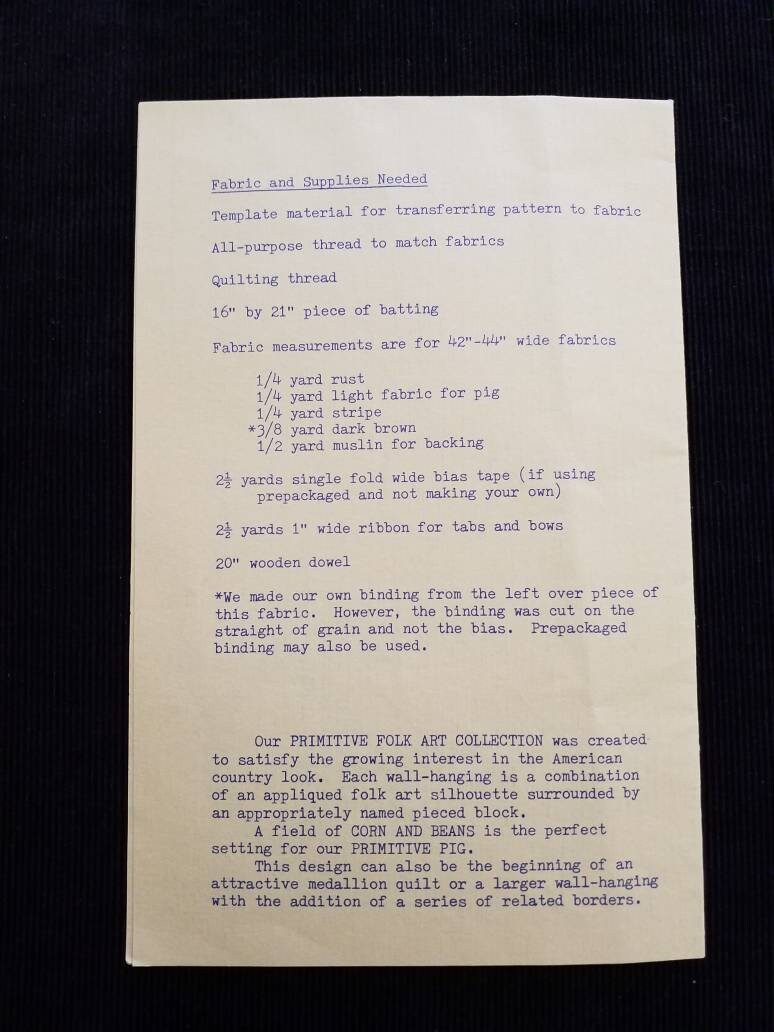 Fabric and Supplies Needed
Template material for transferring pattern to fabric
All-purpose thread to match fabrics
Quilting thread
16" by 21" piece of batting
Fabric measurements are for 42"-44" wide fabrics
1/4 yard rust
1/4 yard light fabric for pig
1/4 yard stripe
*3/8 yard dark brown
1/2 yard muslin for backing
2½ yards single fold wide bias tape (if using
prepackaged and not making your own)
2½ yards 1" wide ribbon for tabs and bows
20" wooden dowel
*We made our own binding from the left over piece of
this fabric. However, the binding was cut on the
straight of grain and not the bias. Prepackaged
binding may also be used.
Our PRIMITIVE FOLK ART COLLECTION was created
to satisfy the growing interest in the American
country look. Each wall-hanging is a combination
of an appliqued folk art silhouette surrounded by
an appropriately named pieced block.
A field of CORN AND BEANS is the perfect
setting for our PRIMITIVE PIG.
This design can also be the beginning of an
attractive medallion quilt or a larger wall-hanging
with the addition of a series of related borders.